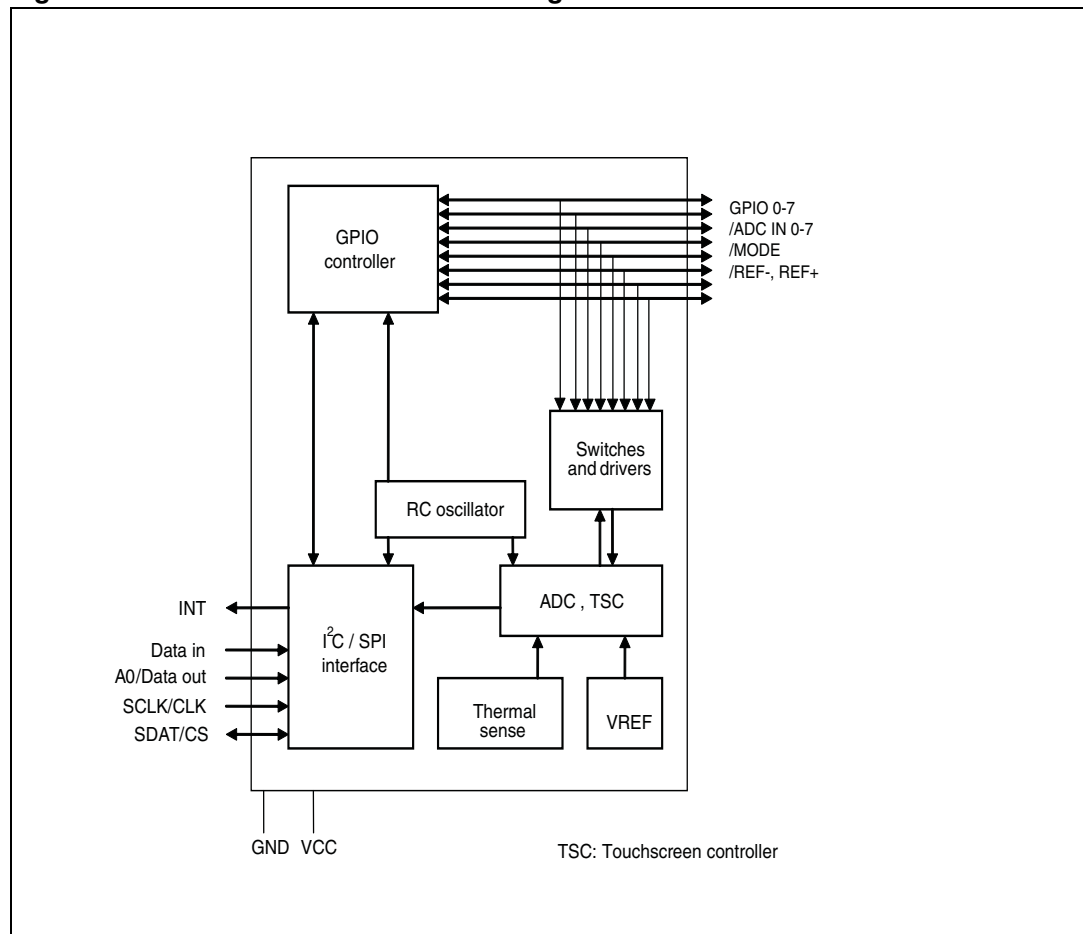 GPIO
controller
GPIO 0-7
/ADC IN 0-7
/MODE
/REF-, REF+
Switches
and drivers
RC oscillator
INT
Data in
A0/Data out
SCLK/CLK
SDAT/CS
I²C / SPI
interface
ADC , TSC
Thermal
sense
VREF
GND VCC
TSC: Touchscreen controller